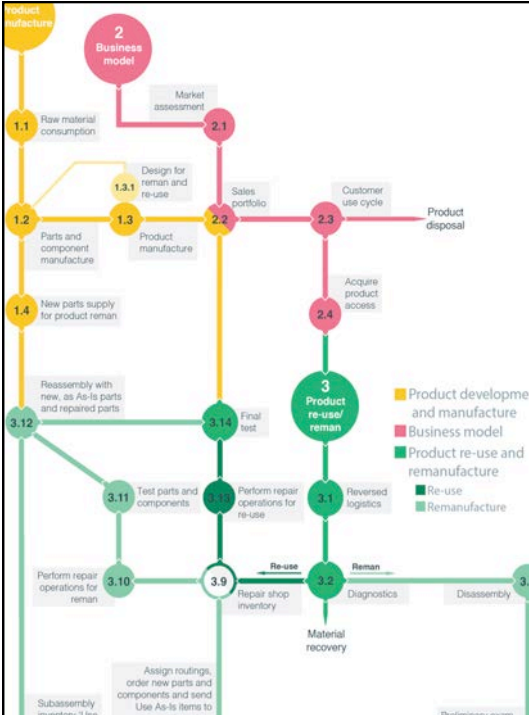 Product
manufacture
2
Business
model
Market
assessment
1.1
Raw material
consumption
2.1
Design for
reman and
re-use
1.3.1
Sales
portfolio
Customer
use cycle
1.2
1.3
2.2
2.3
Product
disposal
Parts and
component
manufacture
Product
manufacture
Acquire
product
access
1.4
New parts supply
for product reman
2.4
Reassembly with
new, as As-Is parts
and repaired parts
3
Product
re-use/
reman
Product developme
and manufacture
Business model
Product re-use and
remanufacture
Re-use
Remanufacture
3.12
3.14
Final
test
3.11
Test parts and
components
3.13
Perform repair
operations for
re-use
3.1
Reversed
logistics
Re-use
Reman
Perform repair
operations for
reman
3.10
3.9
Repair shop
inventory
3.2
Diagnostics
Disassembly
3.
Material
recovery
Assign routings,
order new parts and
components and send
Use As-Is items to
Subassembly